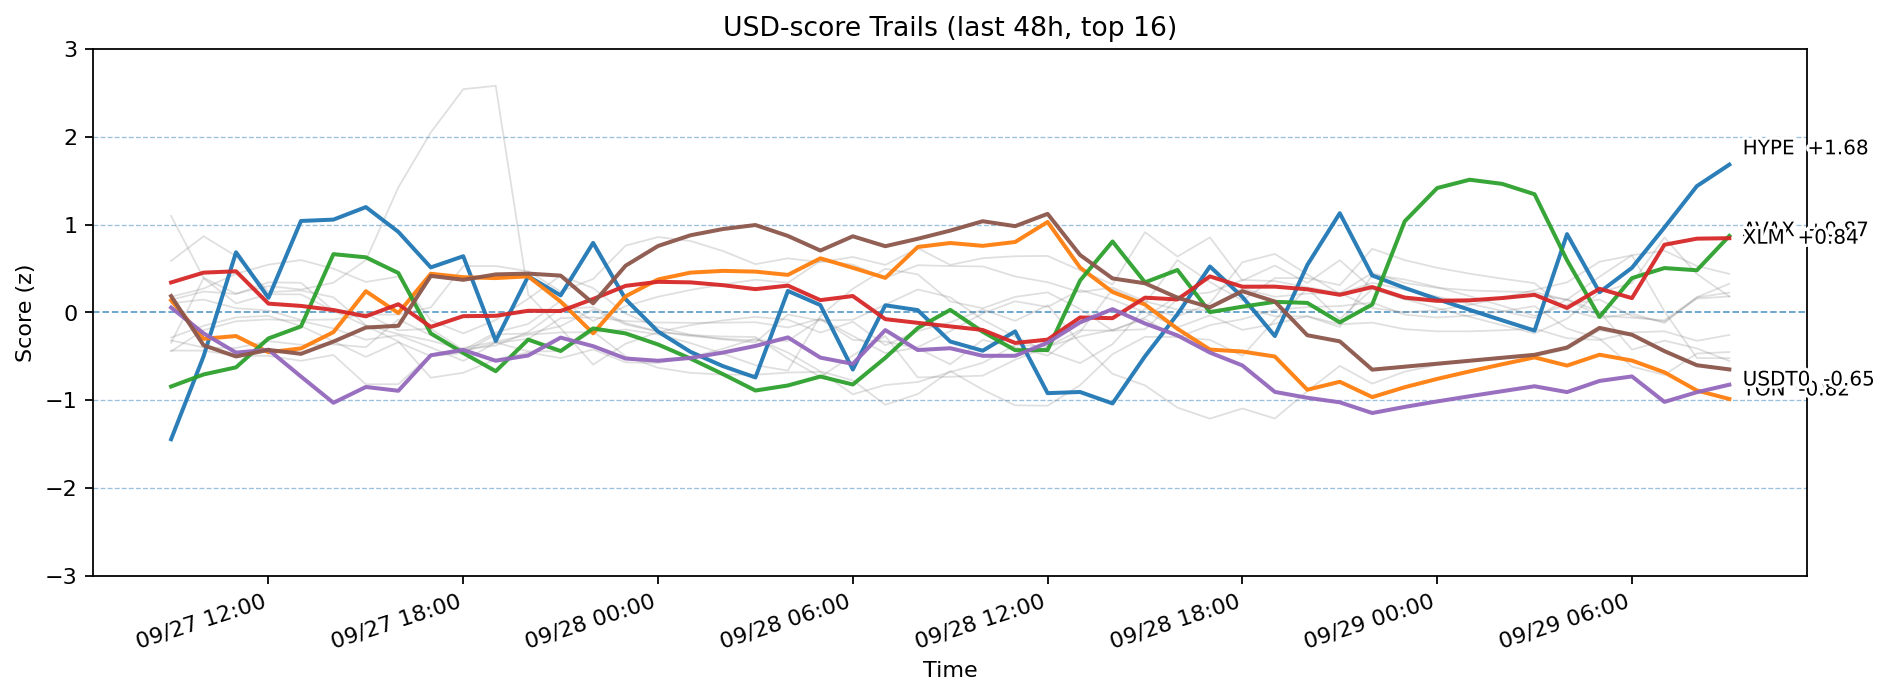 USD-score Trails (last 48h, top 16)
3
2
1
0
−1
−2
−3
Score (z)
HYPE +1.68
XLM +0.84
USDT0 -0.65
-0.82
09/27 12:00
09/27 18:00
09/28 00:00
09/28 06:00
09/28 12:00
09/28 18:00
09/29 00:00
09/29 06:00
Time